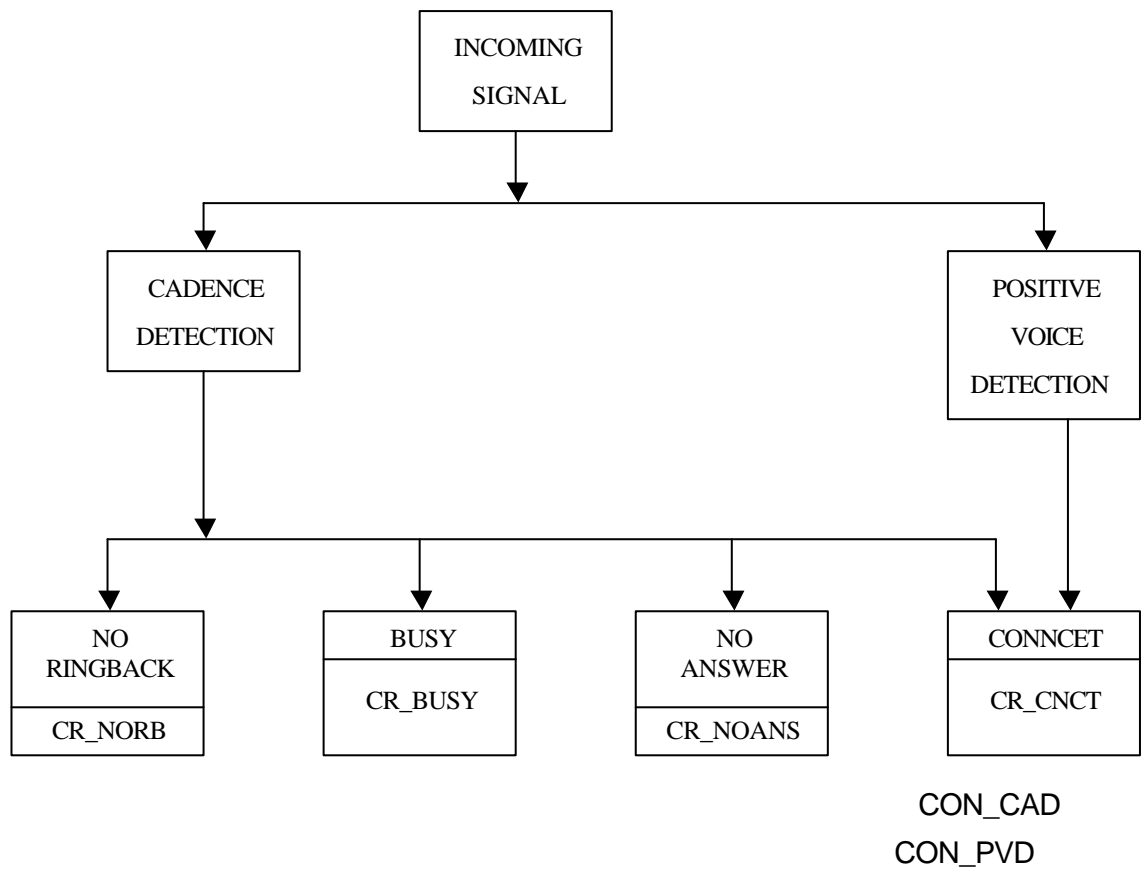 INCOMING
SIGNAL
CADENCE
DETECTION
POSITIVE
VOICE
DETECTION
NO
RINGBACK
CR_NORB
BUSY
CR_BUSY
NO
ANSWER
CR_NOANS
CONNCET
CR_CNCT
CON_CAD
CON_PVD